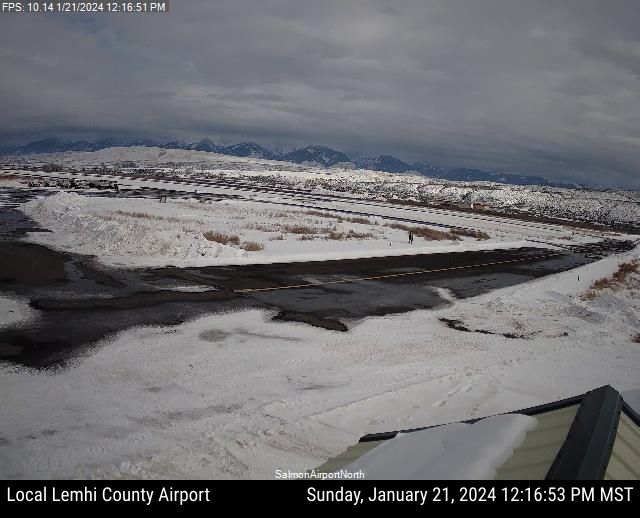 FPS: 10.14 1/21/2024 12:16:51 PM
SalmonAirportNorth
Local Lemhi County Airport Sunday, January 21, 2024 12:16:53 PM MST